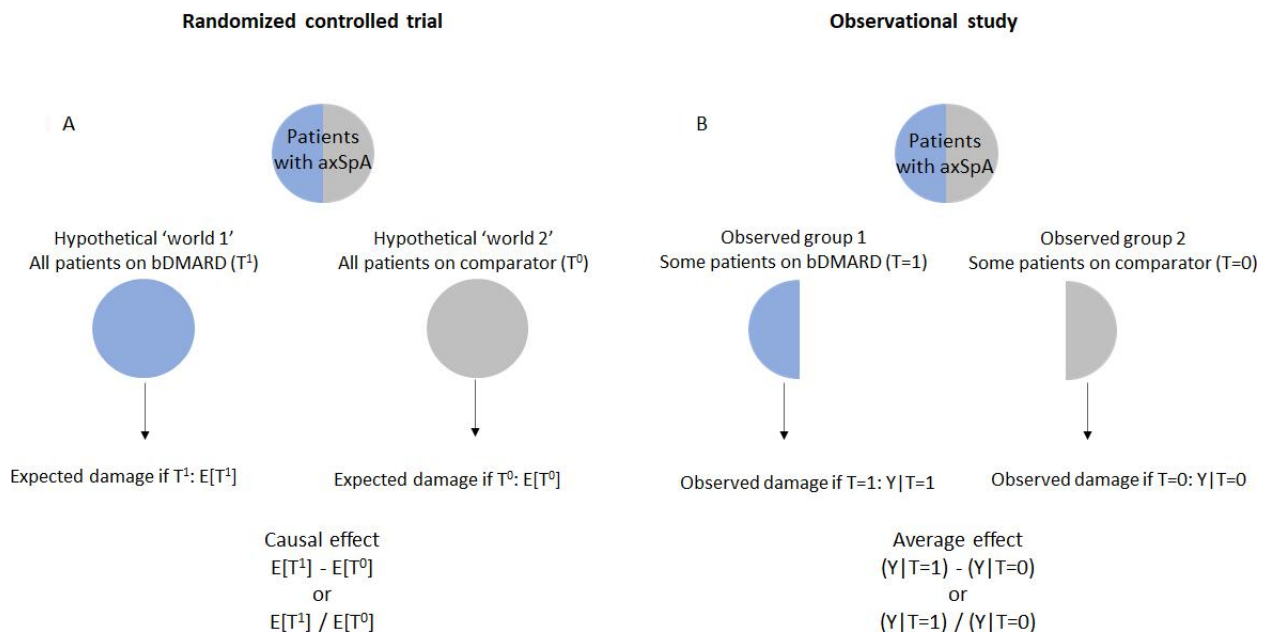 Randomized controlled trial
A
Patients
with axSpA
Hypothetical ‘world 1’
All patients on bDMARD (T¹)
Hypothetical ‘world 2’
All patients on comparator (T⁰)
Expected damage if T¹: E[T¹]
Expected damage if T⁰: E[T⁰]
Causal effect
E[T¹] - E[T⁰]
or
E[T¹] / E[T⁰]
Observational study
B
Patients
with axSpA
Observed group 1
Some patients on bDMARD (T=1)
Observed group 2
Some patients on comparator (T=0)
Observed damage if T=1: Y|T=1
Observed damage if T=0: Y|T=0
Average effect
(Y|T=1) - (Y|T=0)
or
(Y|T=1) / (Y|T=0)